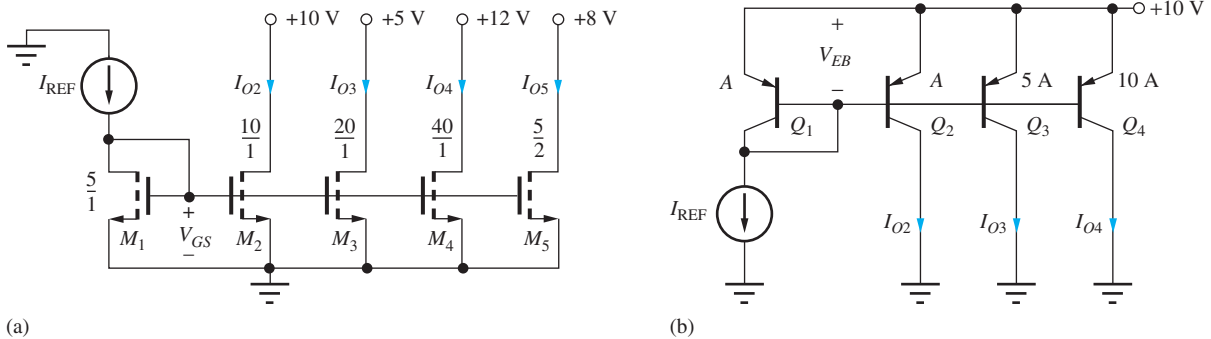 +10 V +5 V +12 V +8 V
I_REF I_O2 I_O3 I_O4 I_O5
5/1 10/1 20/1 40/1 5/2
+
V_GS
−
M_1 M_2 M_3 M_4 M_5
(a)
+10 V
+
V_EB
−
A A 5 A 10 A
Q_1 Q_2 Q_3 Q_4
I_REF I_O2 I_O3 I_O4
(b)